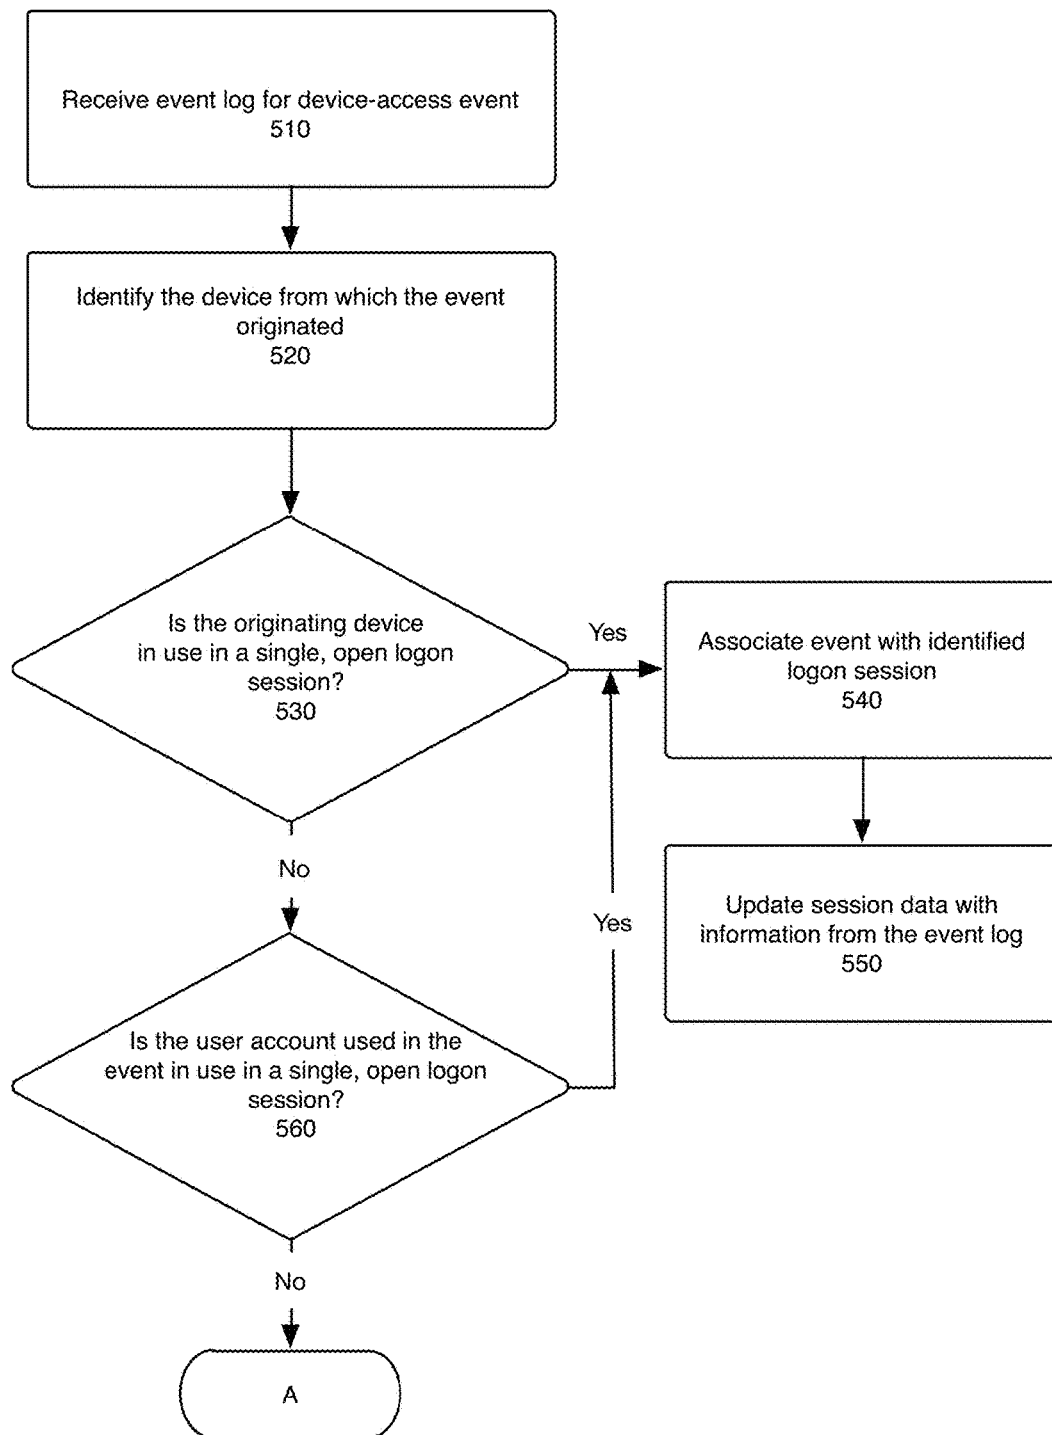 Receive event log for device-access event
510
Identify the device from which the event
originated
520
Is the originating device
in use in a single, open logon
session?
530
Yes
Associate event with identified
logon session
540
No
Yes
Update session data with
information from the event log
550
Is the user account used in the
event in use in a single, open logon
session?
560
No
A